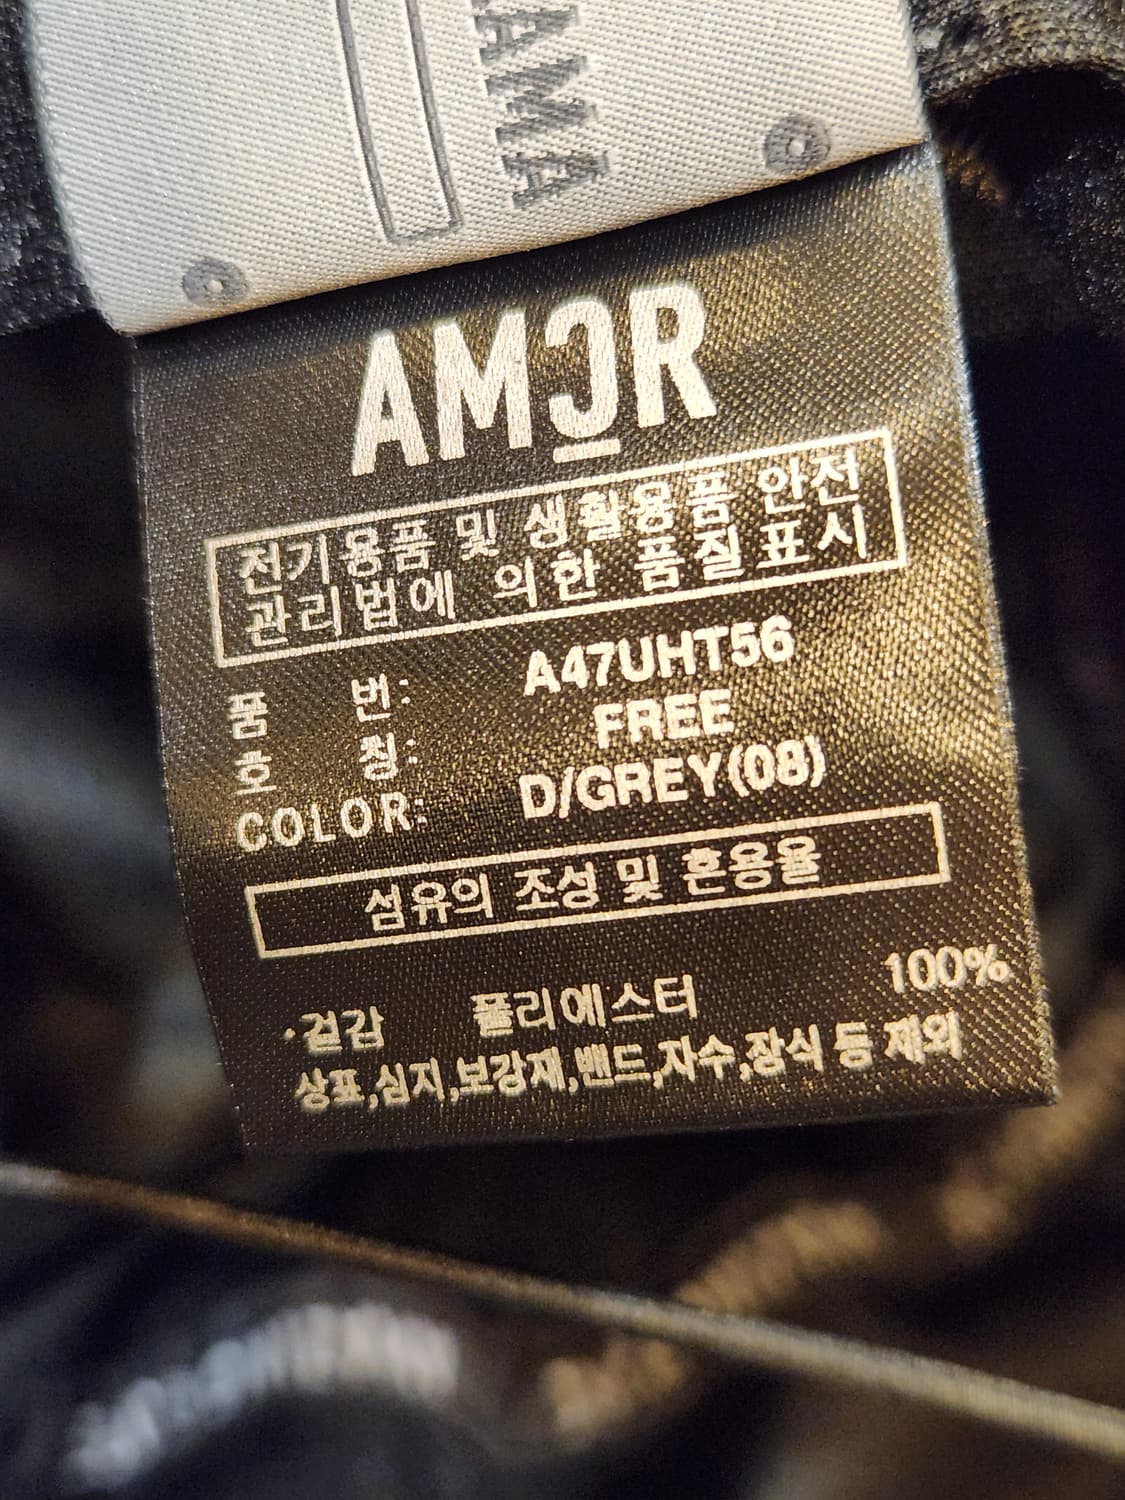 AMOR
전기용품 및 생활용품 안전
관리법에 의한 품질표시
품 번: A47UHT56
호 칭: FREE
COLOR: D/GREY(08)
섬유의 조성 및 혼용율
·겉감 폴리에스터 100%
상표,심지,보강재,밴드,자수,장식 등 제외